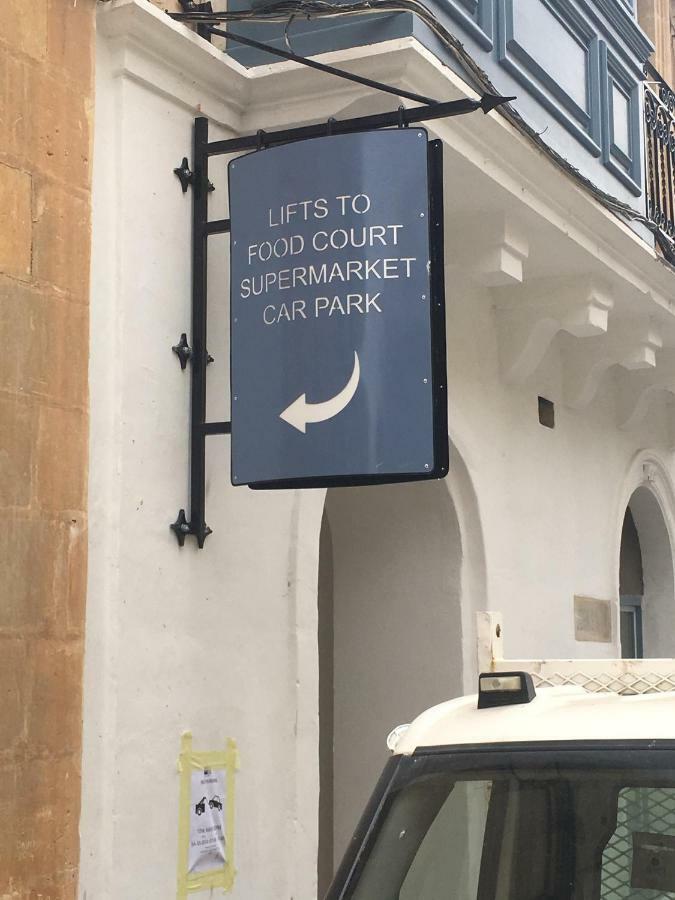 LIFTS TO
FOOD COURT
SUPERMARKET
CAR PARK